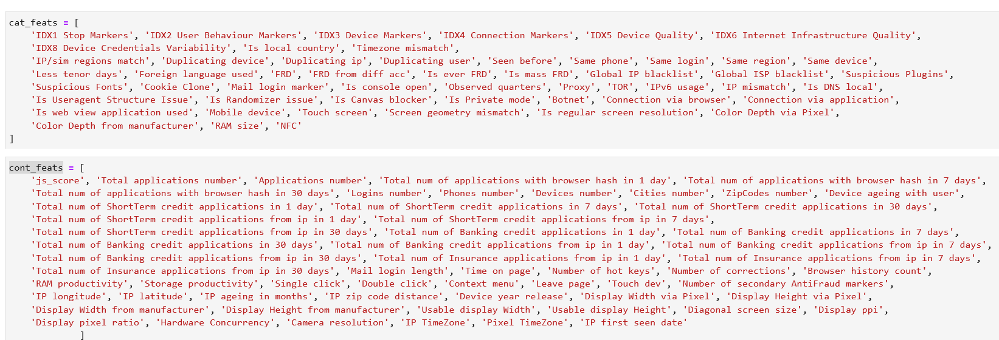 cat_feats = [
'IDX1 Stop Markers', 'IDX2 User Behaviour Markers', 'IDX3 Device Markers', 'IDX4 Connection Markers', 'IDX5 Device Quality', 'IDX6 Internet Infrastructure Quality',
'IDX8 Device Credentials Variability', 'Is local country', 'Timezone mismatch',
'IP/sim regions match', 'Duplicating device', 'Duplicating ip', 'Duplicating user', 'Seen before', 'Same phone', 'Same login', 'Same region', 'Same device',
'Less tenor days', 'Foreign language used', 'FRD', 'FRD from diff acc', 'Is ever FRD', 'Is mass FRD', 'Global IP blacklist', 'Global ISP blacklist', 'Suspicious Plugins',
'Suspicious Fonts', 'Cookie Clone', 'Mail login marker', 'Is console open', 'Observed quarters', 'Proxy', 'TOR', 'IPv6 usage', 'IP mismatch', 'Is DNS local',
'Is Useragent Structure Issue', 'Is Randomizer issue', 'Is Canvas blocker', 'Is Private mode', 'Botnet', 'Connection via browser', 'Connection via application',
'Is web view application used', 'Mobile device', 'Touch screen', 'Screen geometry mismatch', 'Is regular screen resolution', 'Color Depth via Pixel',
'Color Depth from manufacturer', 'RAM size', 'NFC'
]
cont_feats = [
'js_score', 'Total applications number', 'Applications number', 'Total num of applications with browser hash in 1 day', 'Total num of applications with browser hash in 7 days',
'Total num of applications with browser hash in 30 days', 'Logins number', 'Phones number', 'Devices number', 'Cities number', 'ZipCodes number', 'Device ageing with user',
'Total num of ShortTerm credit applications in 1 day', 'Total num of ShortTerm credit applications in 7 days', 'Total num of ShortTerm credit applications in 30 days',
'Total num of ShortTerm credit applications from ip in 1 day', 'Total num of ShortTerm credit applications from ip in 7 days',
'Total num of ShortTerm credit applications from ip in 30 days', 'Total num of Banking credit applications in 1 day', 'Total num of Banking credit applications in 7 days',
'Total num of Banking credit applications in 30 days', 'Total num of Banking credit applications from ip in 1 day', 'Total num of Banking credit applications from ip in 7 days',
'Total num of Banking credit applications from ip in 30 days', 'Total num of Insurance applications from ip in 1 day', 'Total num of Insurance applications from ip in 7 days',
'Total num of Insurance applications from ip in 30 days', 'Mail login length', 'Time on page', 'Number of hot keys', 'Number of corrections', 'Browser history count',
'RAM productivity', 'Storage productivity', 'Single click', 'Double click', 'Context menu', 'Leave page', 'Touch dev', 'Number of secondary AntiFraud markers',
'IP longitude', 'IP latitude', 'IP ageing in months', 'IP zip code distance', 'Device year release', 'Display Width via Pixel', 'Display Height via Pixel',
'Display Width from manufacturer', 'Display Height from manufacturer', 'Usable display Width', 'Usable display Height', 'Diagonal screen size', 'Display ppi',
'Display pixel ratio', 'Hardware Concurrency', 'Camera resolution', 'IP TimeZone', 'Pixel TimeZone', 'IP first seen date'
]